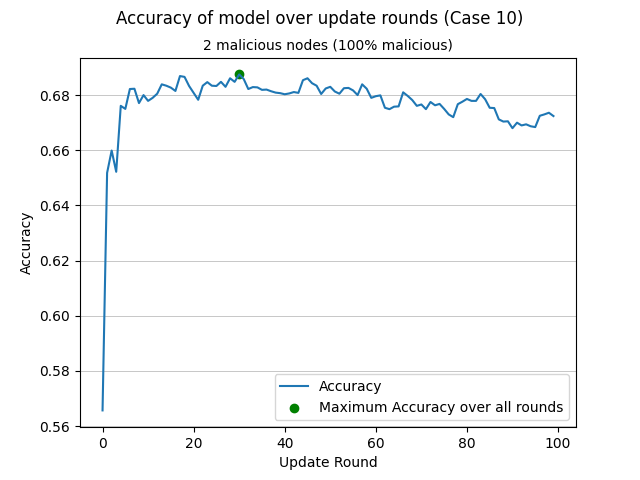 Accuracy of model over update rounds (Case 10)
2 malicious nodes (100% malicious)
Accuracy
0.68
0.66
0.64
0.62
0.60
0.58
0.56
0 20 40 60 80 100
Update Round
Accuracy
Maximum Accuracy over all rounds